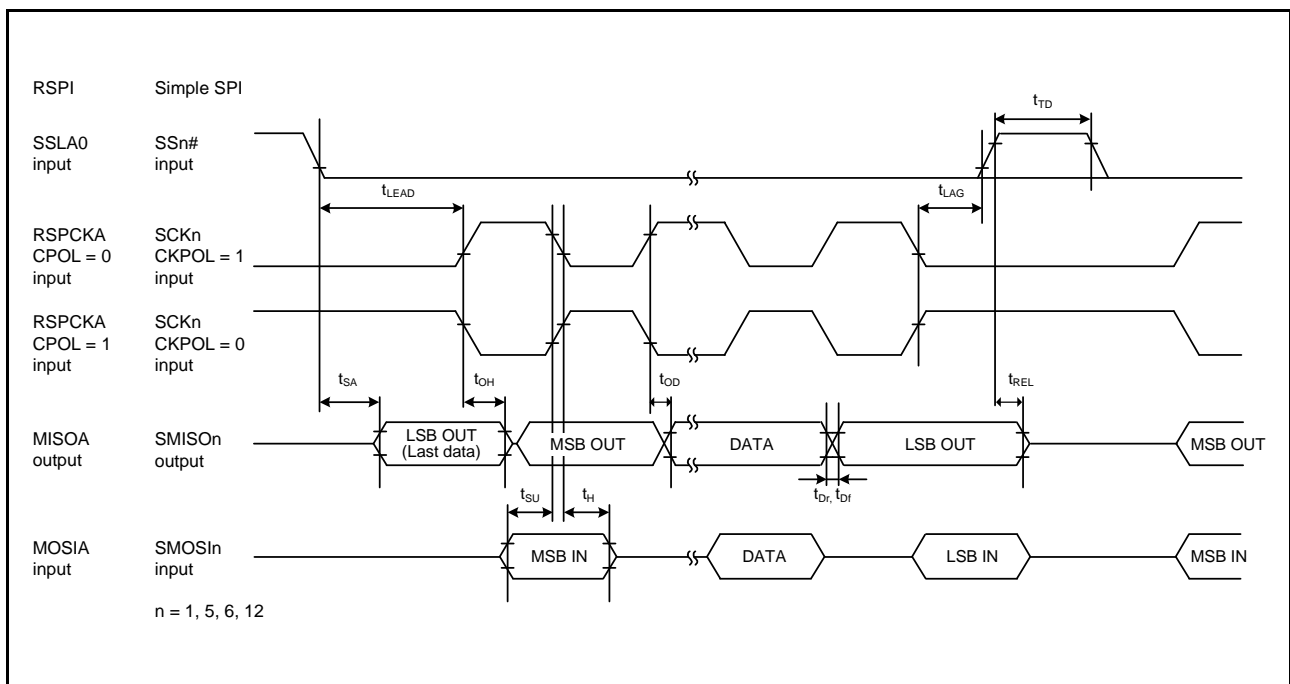 RSPI Simple SPI
tTD
SSLA0 SSn#
input input
tLEAD tLAG
RSPCKA SCKn
CPOL = 0 CKPOL = 1
input input
RSPCKA SCKn
CPOL = 1 CKPOL = 0
input input
tSA tOH tOD tREL
MISOA SMISOn
output output
LSB OUT
(Last data)
MSB OUT DATA LSB OUT MSB OUT
tSU tH tDr, tDf
MOSIA SMOSIn
input input
MSB IN DATA LSB IN MSB IN
n = 1, 5, 6, 12